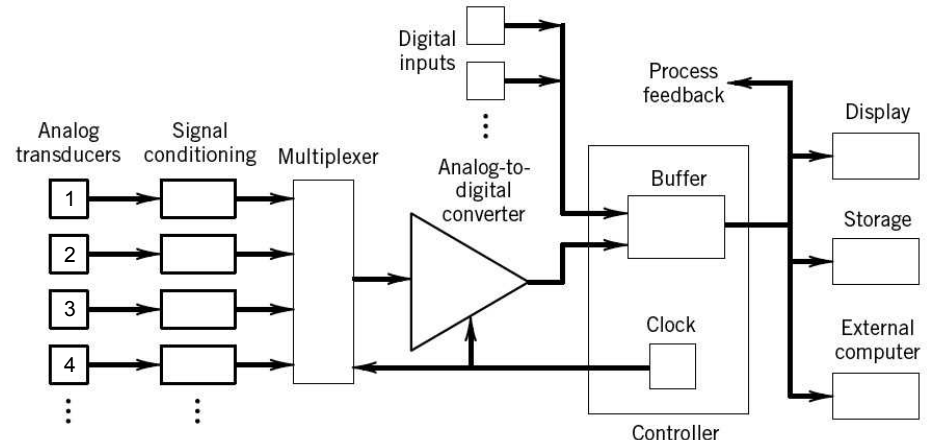 Digital
inputs
Process
feedback
Display
Analog
transducers
Signal
conditioning
Multiplexer
Analog-to-
digital
converter
Buffer
1
2
3
4
Storage
Clock
External
computer
Controller